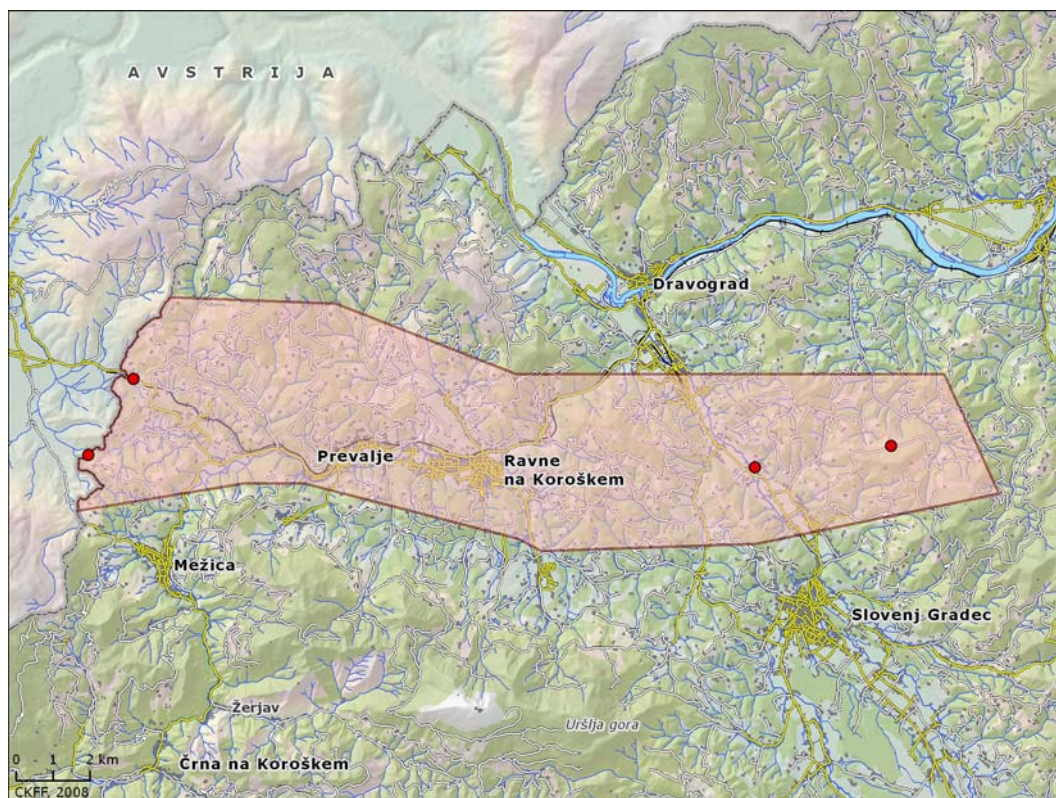 AVSTRIJA
Dravograd
Prevalje
Ravne
na Koroškem
Mežica
Slovenj Gradec
Žerjav
Uršlja gora
Črna na Koroškem
0 1 2 km
CKFF, 2008